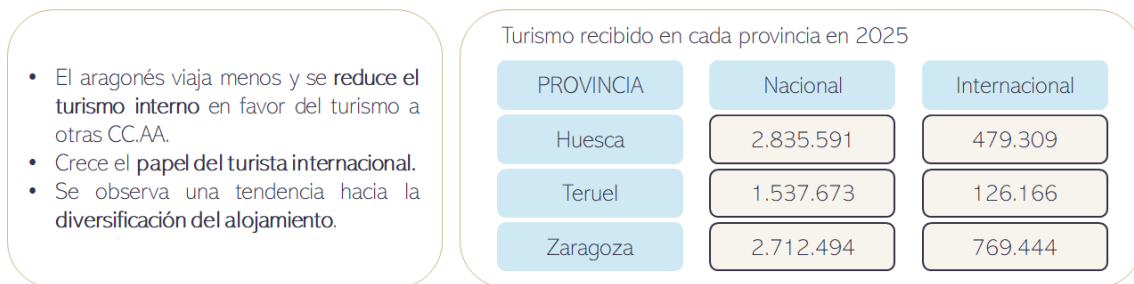 • El aragonés viaja menos y se reduce el
turismo interno en favor del turismo a
otras CC.AA.
• Crece el papel del turista internacional.
• Se observa una tendencia hacia la
diversificación del alojamiento.
Turismo recibido en cada provincia en 2025
PROVINCIA Nacional Internacional
Huesca 2.835.591 479.309
Teruel 1.537.673 126.166
Zaragoza 2.712.494 769.444